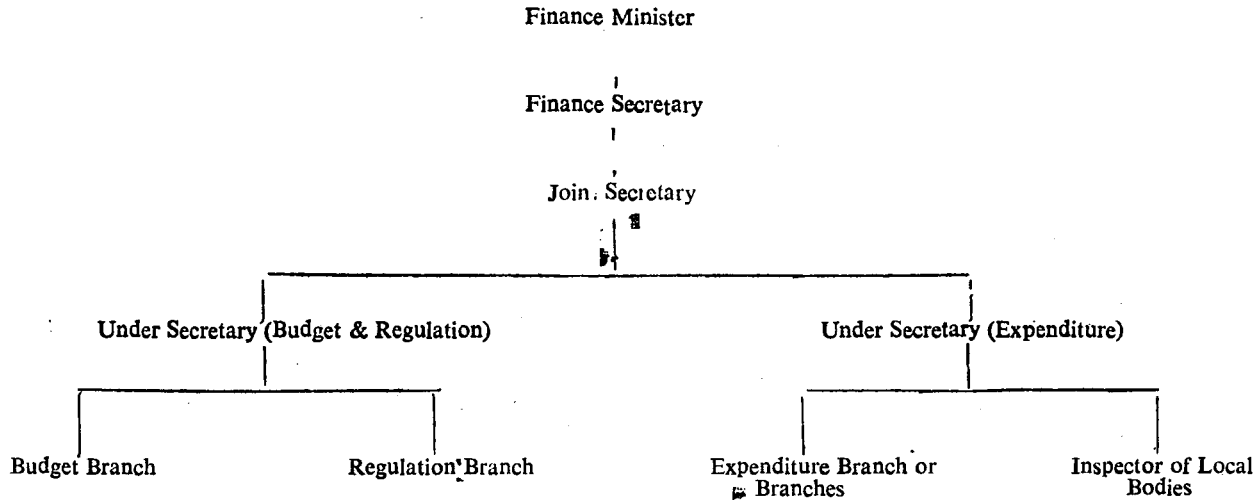 Finance Minister
Finance Secretary
Join. Secretary
Under Secretary (Budget & Regulation)
Under Secretary (Expenditure)
Budget Branch
Regulation Branch
Expenditure Branch or
Branches
Inspector of Local
Bodies